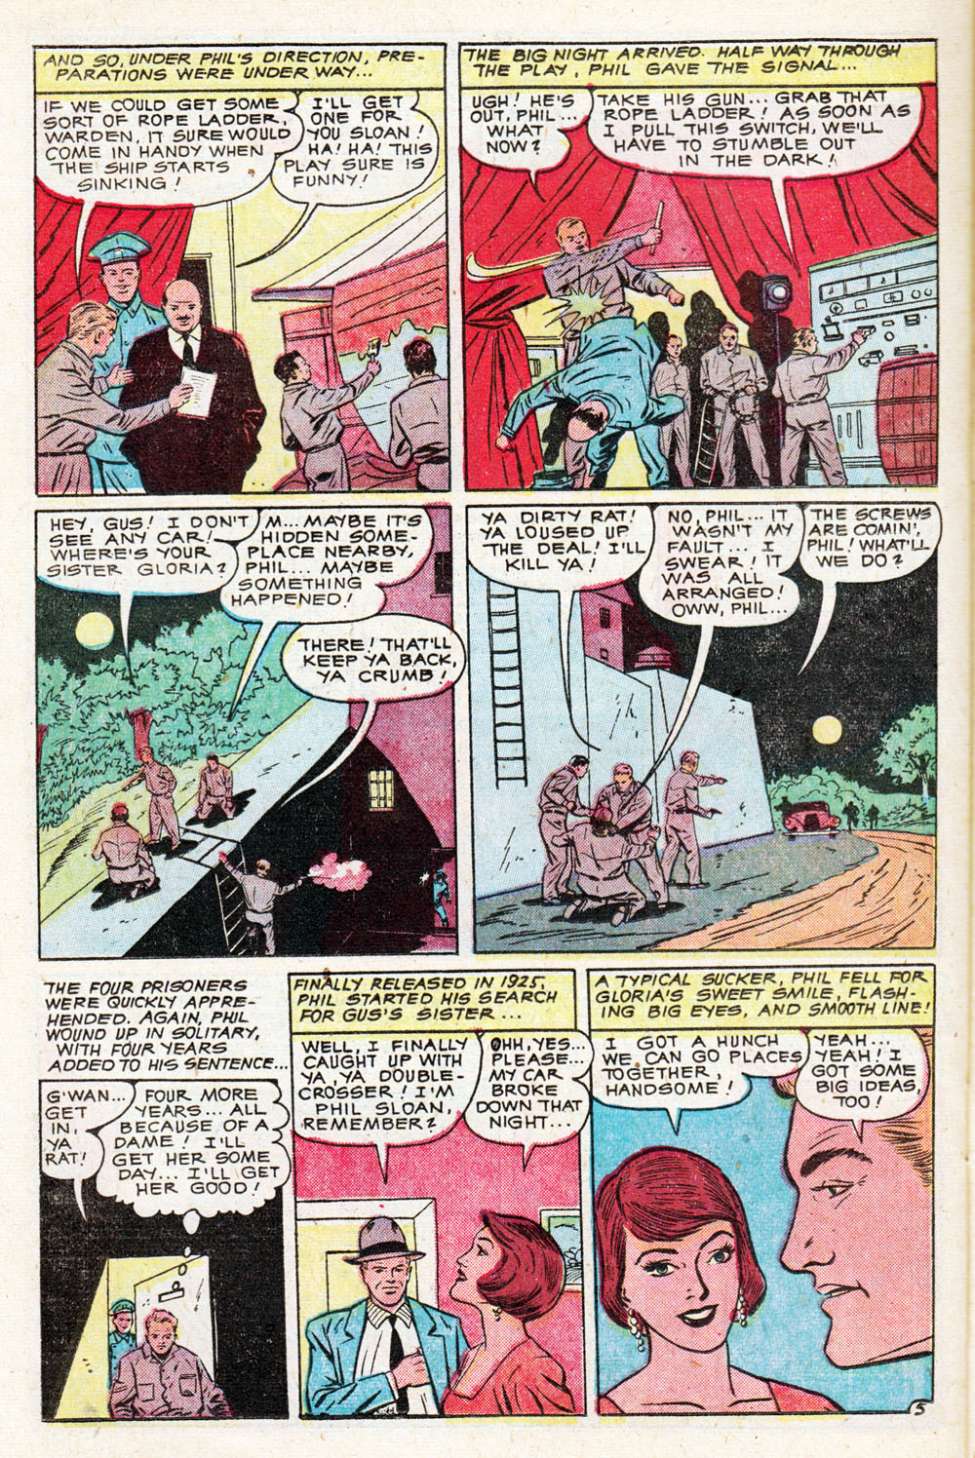 AND SO, UNDER PHIL'S DIRECTION, PRE-
PARATIONS WERE UNDER WAY...
IF WE COULD GET SOME
SORT OF ROPE LADDER,
WARDEN, IT SURE WOULD
COME IN HANDY WHEN
THE SHIP STARTS
SINKING!
I'LL GET
ONE FOR
YOU SLOAN!
HA! HA! THIS
PLAY SURE IS
FUNNY!
THE BIG NIGHT ARRIVED. HALF WAY THROUGH
THE PLAY, PHIL GAVE THE SIGNAL...
UGH! HE'S
OUT, PHIL...
WHAT
NOW?
TAKE HIS GUN... GRAB THAT
ROPE LADDER! AS SOON AS
I PULL THIS SWITCH, WE'LL
HAVE TO STUMBLE OUT
IN THE DARK!
HEY, GUS! I DON'T
SEE ANY CAR!
WHERE'S YOUR
SISTER GLORIA?
M... MAYBE IT'S
HIDDEN SOME-
PLACE NEARBY,
PHIL... MAYBE
SOMETHING
HAPPENED!
THERE! THAT'LL
KEEP YA BACK,
YA CRUMB!
YA DIRTY RAT!
YA LOUSED UP
THE DEAL! I'LL
KILL YA!
NO, PHIL... IT
WASN'T MY
FAULT... I
SWEAR! IT
WAS ALL
ARRANGED!
OWW, PHIL...
THE SCREWS
ARE COMIN',
PHIL! WHAT'LL
WE DO?
THE FOUR PRISONERS
WERE QUICKLY APPRE-
HENDED. AGAIN, PHIL
WOUND UP IN SOLITARY,
WITH FOUR YEARS
ADDED TO HIS SENTENCE...
G'WAN...
GET
IN,
YA
RAT!
FOUR MORE
YEARS... ALL
BECAUSE OF A
DAME! I'LL
GET HER SOME
DAY... I'LL GET
HER GOOD!
FINALLY RELEASED IN 1925,
PHIL STARTED HIS SEARCH
FOR GUS'S SISTER...
WELL, I FINALLY
CAUGHT UP WITH
YA, YA DOUBLE-
CROSSER! I'M
PHIL SLOAN,
REMEMBER?
OHH, YES...
PLEASE...
MY CAR
BROKE
DOWN THAT
NIGHT...
A TYPICAL SUCKER, PHIL FELL FOR
GLORIA'S SWEET SMILE, FLASH-
ING BIG EYES, AND SMOOTH LINE!
I GOT A HUNCH
WE CAN GO PLACES
TOGETHER,
HANDSOME!
YEAH...
YEAH! I
GOT SOME
BIG IDEAS,
TOO!
5